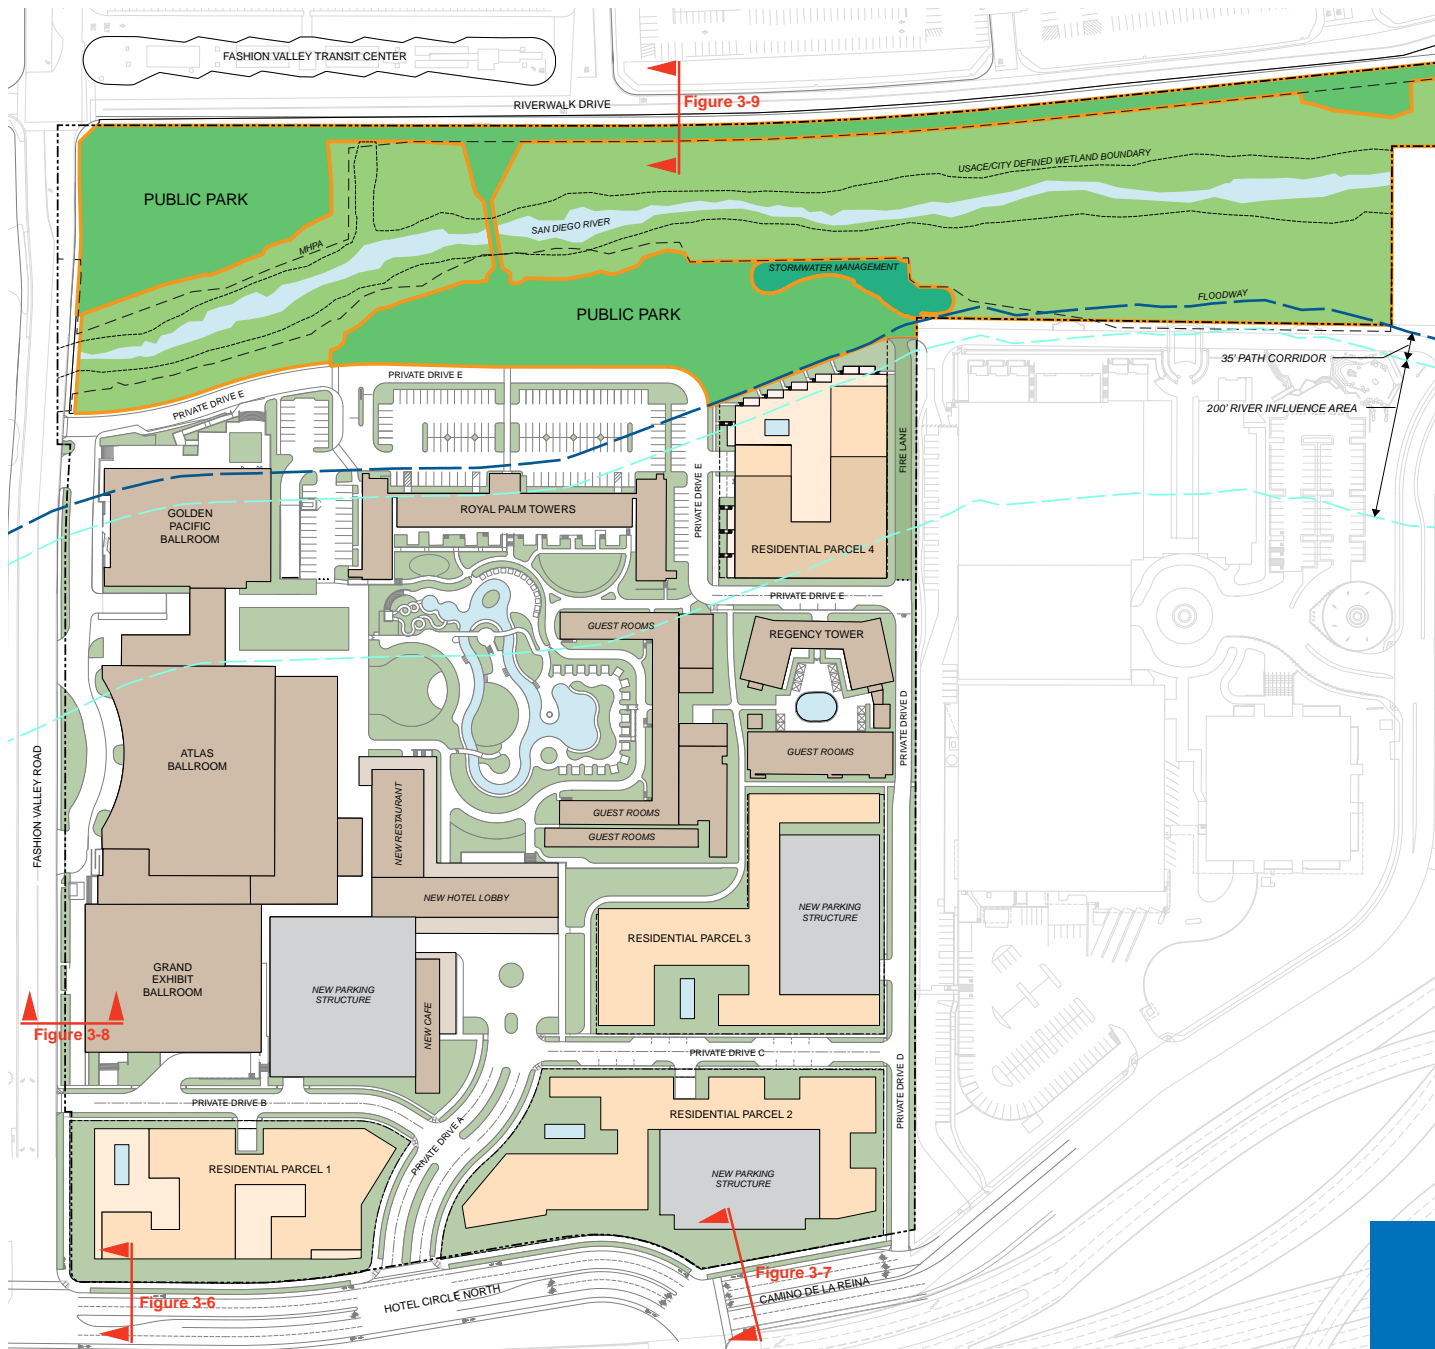 FASHION VALLEY TRANSIT CENTER
RIVERWALK DRIVE
Figure 3-9
USACE/CITY DEFINED WETLAND BOUNDARY
PUBLIC PARK
SAN DIEGO RIVER
MHPA
STORMWATER MANAGEMENT
FLOODWAY
PUBLIC PARK
35' PATH CORRIDOR
PRIVATE DRIVE E
PRIVATE DRIVE E
200' RIVER INFLUENCE AREA
FIRE LANE
PRIVATE DRIVE E
GOLDEN
PACIFIC
BALLROOM
ROYAL PALM TOWERS
RESIDENTIAL PARCEL 4
PRIVATE DRIVE E
GUEST ROOMS
REGENCY TOWER
PRIVATE DRIVE D
GUEST ROOMS
ATLAS
BALLROOM
FASHION VALLEY ROAD
NEW RESTAURANT
GUEST ROOMS
GUEST ROOMS
NEW HOTEL LOBBY
NEW PARKING
STRUCTURE
RESIDENTIAL PARCEL 3
GRAND
EXHIBIT
BALLROOM
NEW PARKING
STRUCTURE
NEW CAFE
Figure 3-8
PRIVATE DRIVE C
PRIVATE DRIVE D
PRIVATE DRIVE B
RESIDENTIAL PARCEL 2
PRIVATE DRIVE A
RESIDENTIAL PARCEL 1
NEW PARKING
STRUCTURE
Figure 3-7
CAMINO DE LA REINA
HOTEL CIRCLE NORTH
Figure 3-6